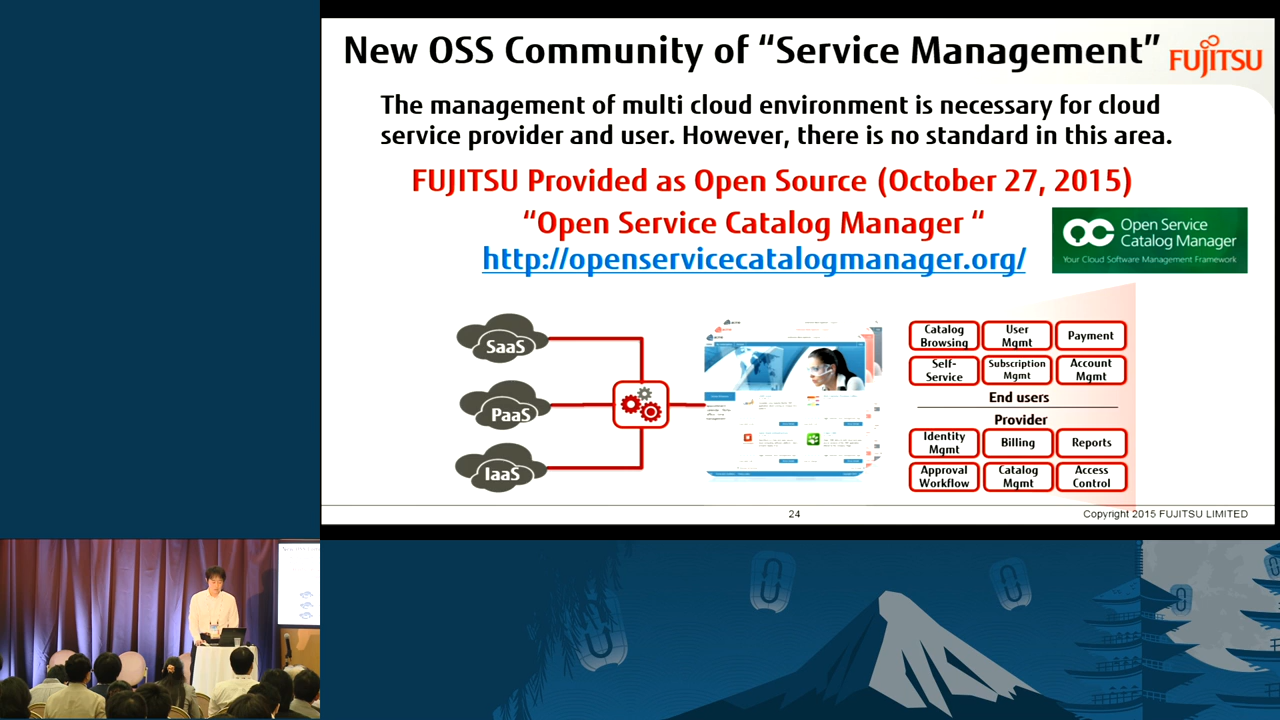 New OSS Community of “Service Management”
FUJITSU
The management of multi cloud environment is necessary for cloud
service provider and user. However, there is no standard in this area.
FUJITSU Provided as Open Source (October 27, 2015)
“Open Service Catalog Manager “
http://openservicecatalogmanager.org/
OC Open Service
Catalog Manager
Your Cloud Software Management Framework
SaaS
PaaS
IaaS
Catalog
Browsing
User
Mgmt
Payment
Self-
Service
Subscription
Mgmt
Account
Mgmt
End users
Provider
Identity
Mgmt
Billing
Reports
Approval
Workflow
Catalog
Mgmt
Access
Control
24
Copyright 2015 FUJITSU LIMITED